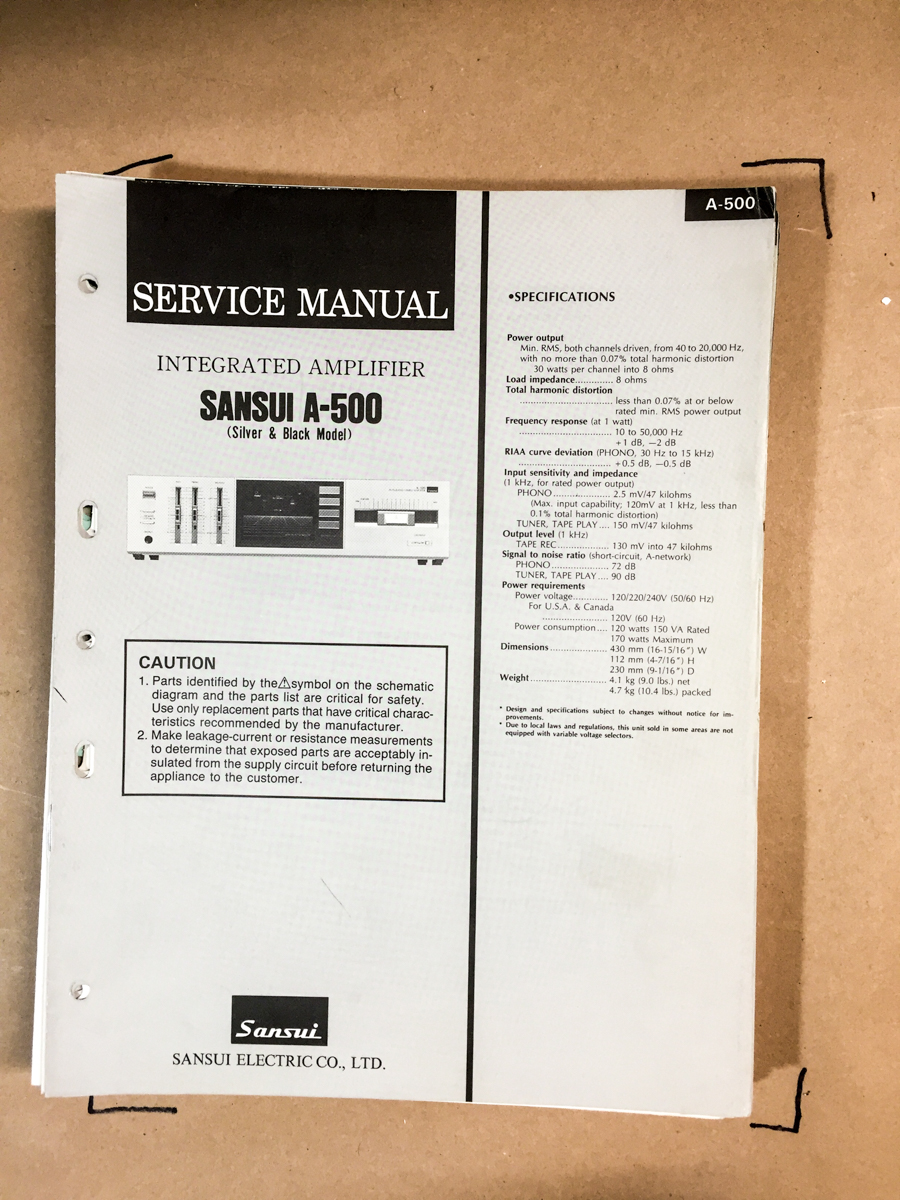 SERVICE MANUAL
INTEGRATED AMPLIFIER
SANSUI A-500
(Silver & Black Model)
CAUTION
1. Parts identified by the⚠symbol on the schematic
diagram and the parts list are critical for safety.
Use only replacement parts that have critical charac-
teristics recommended by the manufacturer.
2. Make leakage-current or resistance measurements
to determine that exposed parts are acceptably in-
sulated from the supply circuit before returning the
appliance to the customer.
Sansui
SANSUI ELECTRIC CO., LTD.
A-500
•SPECIFICATIONS
Power output
Min. RMS, both channels driven, from 40 to 20,000 Hz,
with no more than 0.07% total harmonic distortion
30 watts per channel into 8 ohms
Load impedance.............. 8 ohms
Total harmonic distortion
.................................. less than 0.07% at or below
rated min. RMS power output
Frequency response (at 1 watt)
.................................. 10 to 50,000 Hz
+1 dB, −2 dB
RIAA curve deviation (PHONO, 30 Hz to 15 kHz)
.................................. +0.5 dB, −0.5 dB
Input sensitivity and impedance
(1 kHz, for rated power output)
PHONO..................... 2.5 mV/47 kilohms
(Max. input capability; 120mV at 1 kHz, less than
0.1% total harmonic distortion)
TUNER, TAPE PLAY.... 150 mV/47 kilohms
Output level (1 kHz)
TAPE REC................... 130 mV into 47 kilohms
Signal to noise ratio (short-circuit, A-network)
PHONO..................... 72 dB
TUNER, TAPE PLAY.... 90 dB
Power requirements
Power voltage............. 120/220/240V (50/60 Hz)
For U.S.A. & Canada
........................ 120V (60 Hz)
Power consumption.... 120 watts 150 VA Rated
170 watts Maximum
Dimensions..................... 430 mm (16-15/16") W
112 mm (4-7/16") H
230 mm (9-1/16") D
Weight............................ 4.1 kg (9.0 lbs.) net
4.7 kg (10.4 lbs.) packed
* Design and specifications subject to changes without notice for im-
provements.
* Due to local laws and regulations, this unit sold in some areas are not
equipped with variable voltage selectors.